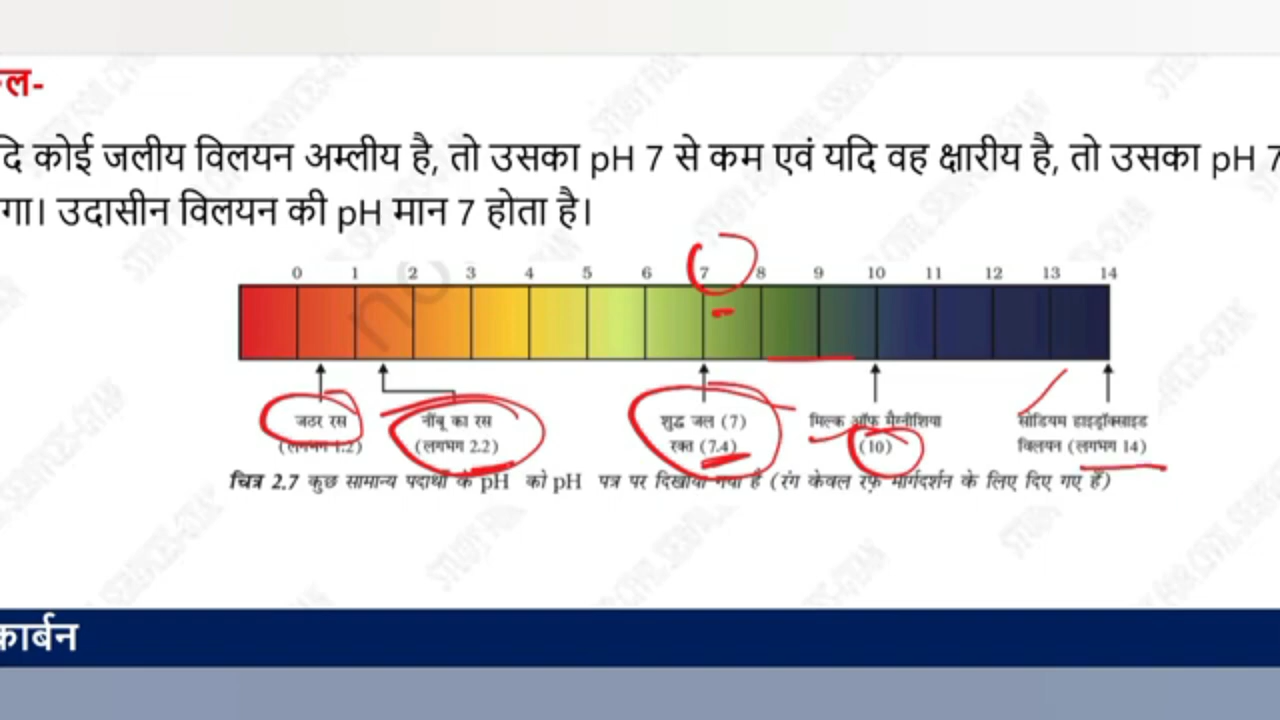 ल-
दि कोई जलीय विलयन अम्लीय है, तो उसका pH 7 से कम एवं यदि वह क्षारीय है, तो उसका pH 7
गा। उदासीन विलयन की pH मान 7 होता है।
0 1 2 3 4 5 6 7 8 9 10 11 12 13 14
जठर रस नींबू का रस शुद्ध जल (7) मिल्क ऑफ मैग्नीशिया सोडियम हाइड्रॉक्साइड
(लगभग 1.2) (लगभग 2.2) रक्त (7.4) (10) विलयन (लगभग 14)
चित्र 2.7 कुछ सामान्य पदार्थों के pH को pH पत्र पर दिखाया गया है (रंग केवल रफ़ मार्गदर्शन के लिए दिए गए हैं)
कार्बन